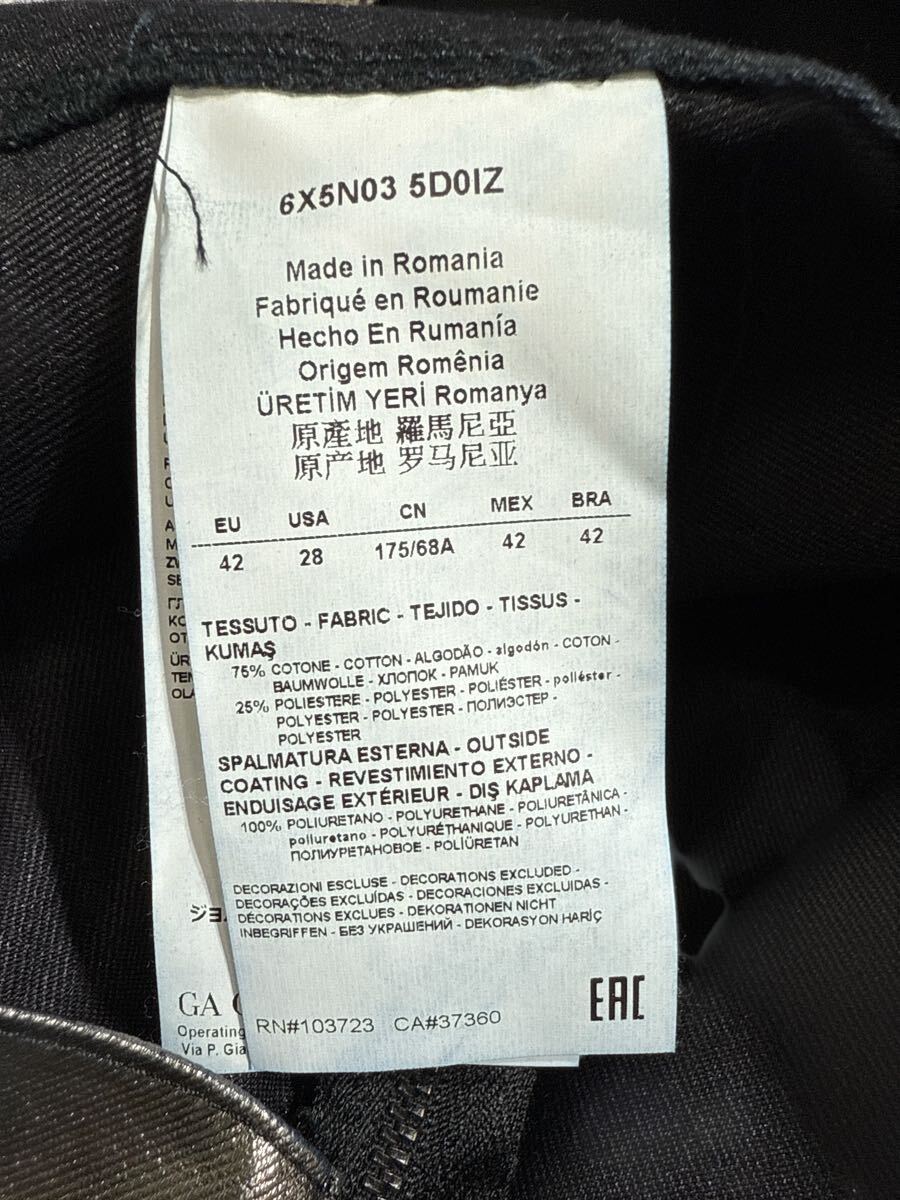 6X5N03 5D0IZ
Made in Romania
Fabriqué en Roumanie
Hecho En Rumanía
Origem Romênia
ÜRETİM YERİ Romanya
原產地 羅馬尼亞
原产地 罗马尼亚
EU USA CN MEX BRA
42 28 175/68A 42 42
TESSUTO - FABRIC - TEJIDO - TISSUS -
KUMAŞ
75% COTONE - COTTON - ALGODÃO - algodón - COTON -
BAUMWOLLE - ХЛОПОК - PAMUK
25% POLIESTERE - POLYESTER - POLIÉSTER - poliéster -
POLYESTER - POLYESTER - ПОЛИЭСТЕР -
POLYESTER
SPALMATURA ESTERNA - OUTSIDE
COATING - REVESTIMIENTO EXTERNO -
ENDUISAGE EXTÉRIEUR - DIŞ KAPLAMA
100% POLIURETANO - POLYURETHANE - POLIURETÂNICA -
poliuretano - POLYURÉTHANIQUE - POLYURETHAN -
ПОЛИУРЕТАНОВОЕ - POLİÜRETAN
DECORAZIONI ESCLUSE - DECORATIONS EXCLUDED -
DECORAÇÕES EXCLUÍDAS - DECORACIONES EXCLUIDAS -
DÉCORATIONS EXCLUES - DEKORATIONEN NICHT
INBEGRIFFEN - БЕЗ УКРАШЕНИЙ - DEKORASYON HARİÇ
EAC
RN#103723 CA#37360
GA
Operating
Via P. Gia